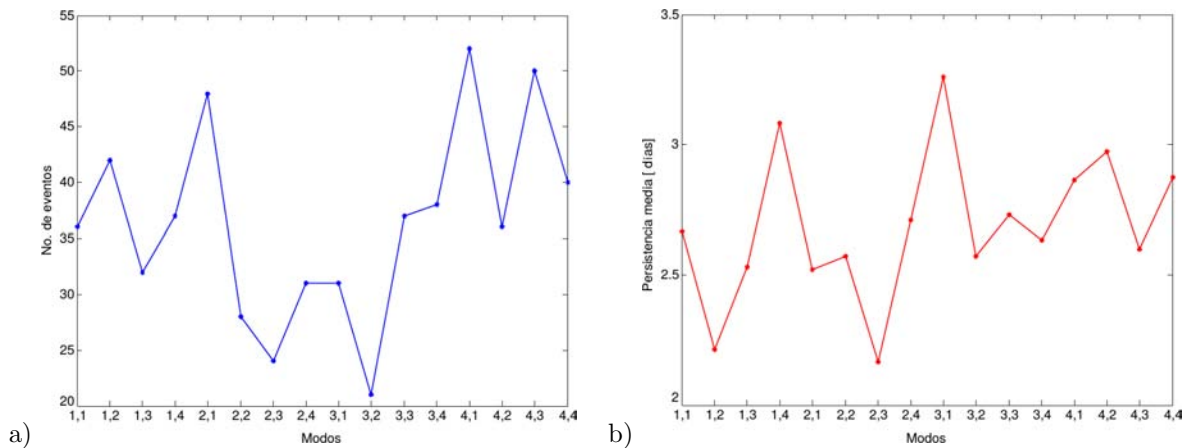 55
50
45
40
35
30
25
20
No. de eventos
1,1 1,2 1,3 1,4 2,1 2,2 2,3 2,4 3,1 3,2 3,3 3,4 4,1 4,2 4,3 4,4
Modos
a)
3.5
3
2.5
2
Persistencia media [ días]
1,1 1,2 1,3 1,4 2,1 2,2 2,3 2,4 3,1 3,2 3,3 3,4 4,1 4,2 4,3 4,4
Modos
b)